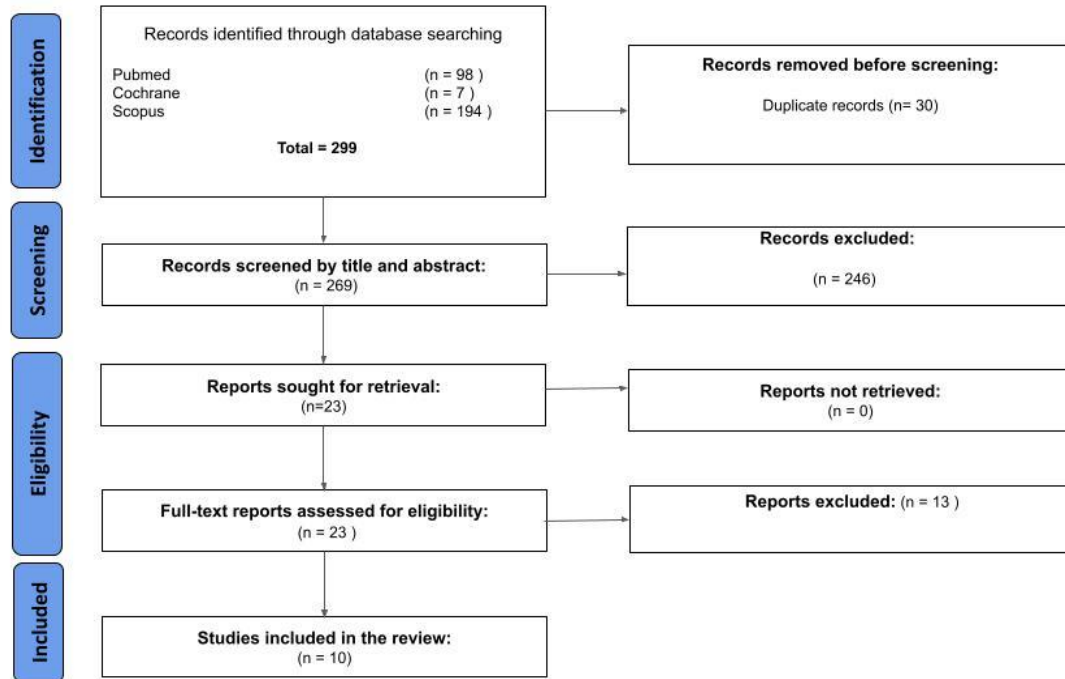 Identification
Records identified through database searching
Pubmed (n = 98 )
Cochrane (n = 7 )
Scopus (n = 194 )
Total = 299
Records removed before screening:
Duplicate records (n= 30)
Screening
Records screened by title and abstract:
(n = 269)
Records excluded:
(n = 246)
Eligibility
Reports sought for retrieval:
(n=23)
Reports not retrieved:
(n = 0)
Full-text reports assessed for eligibility:
(n = 23 )
Reports excluded: (n = 13 )
Included
Studies included in the review:
(n = 10)